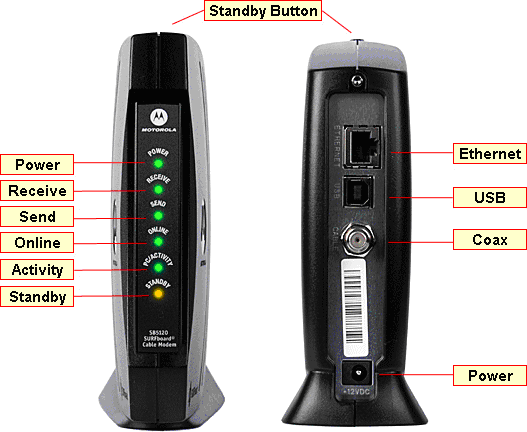 Standby Button
MOTOROLA
POWER
RECEIVE
SEND
ONLINE
PC/ACTIVITY
STANDBY
SB5120
SURFboard®
Cable Modem
Power
Receive
Send
Online
Activity
Standby
ETHERNET
USB
CABLE
+12VDC
Ethernet
USB
Coax
Power